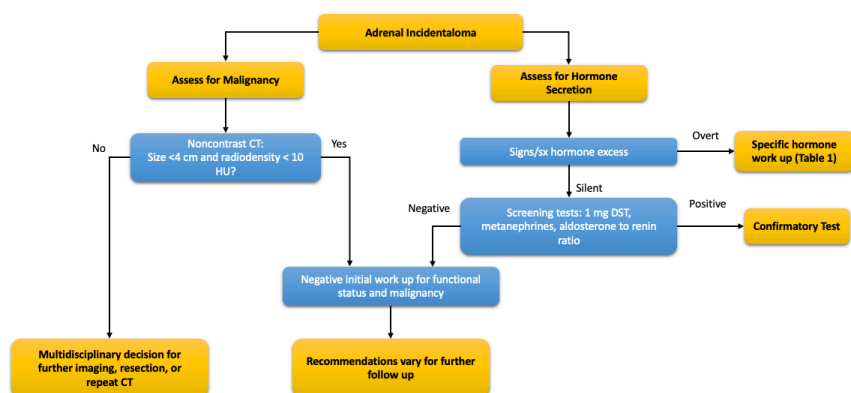 Adrenal Incidentaloma
Assess for Malignancy
Assess for Hormone
Secretion
No
Noncontrast CT:
Size <4 cm and radiodensity < 10
HU?
Yes
Signs/sx hormone excess
Overt
Specific hormone
work up (Table 1)
Silent
Negative
Screening tests: 1 mg DST,
metanephrines, aldosterone to renin
ratio
Positive
Confirmatory Test
Negative initial work up for functional
status and malignancy
Multidisciplinary decision for
further imaging, resection, or
repeat CT
Recommendations vary for further
follow up